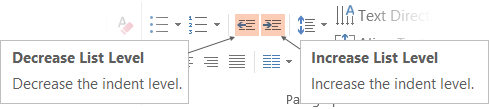 Text Direc
Decrease List Level
Decrease the indent level.
Increase List Level
Increase the indent level.